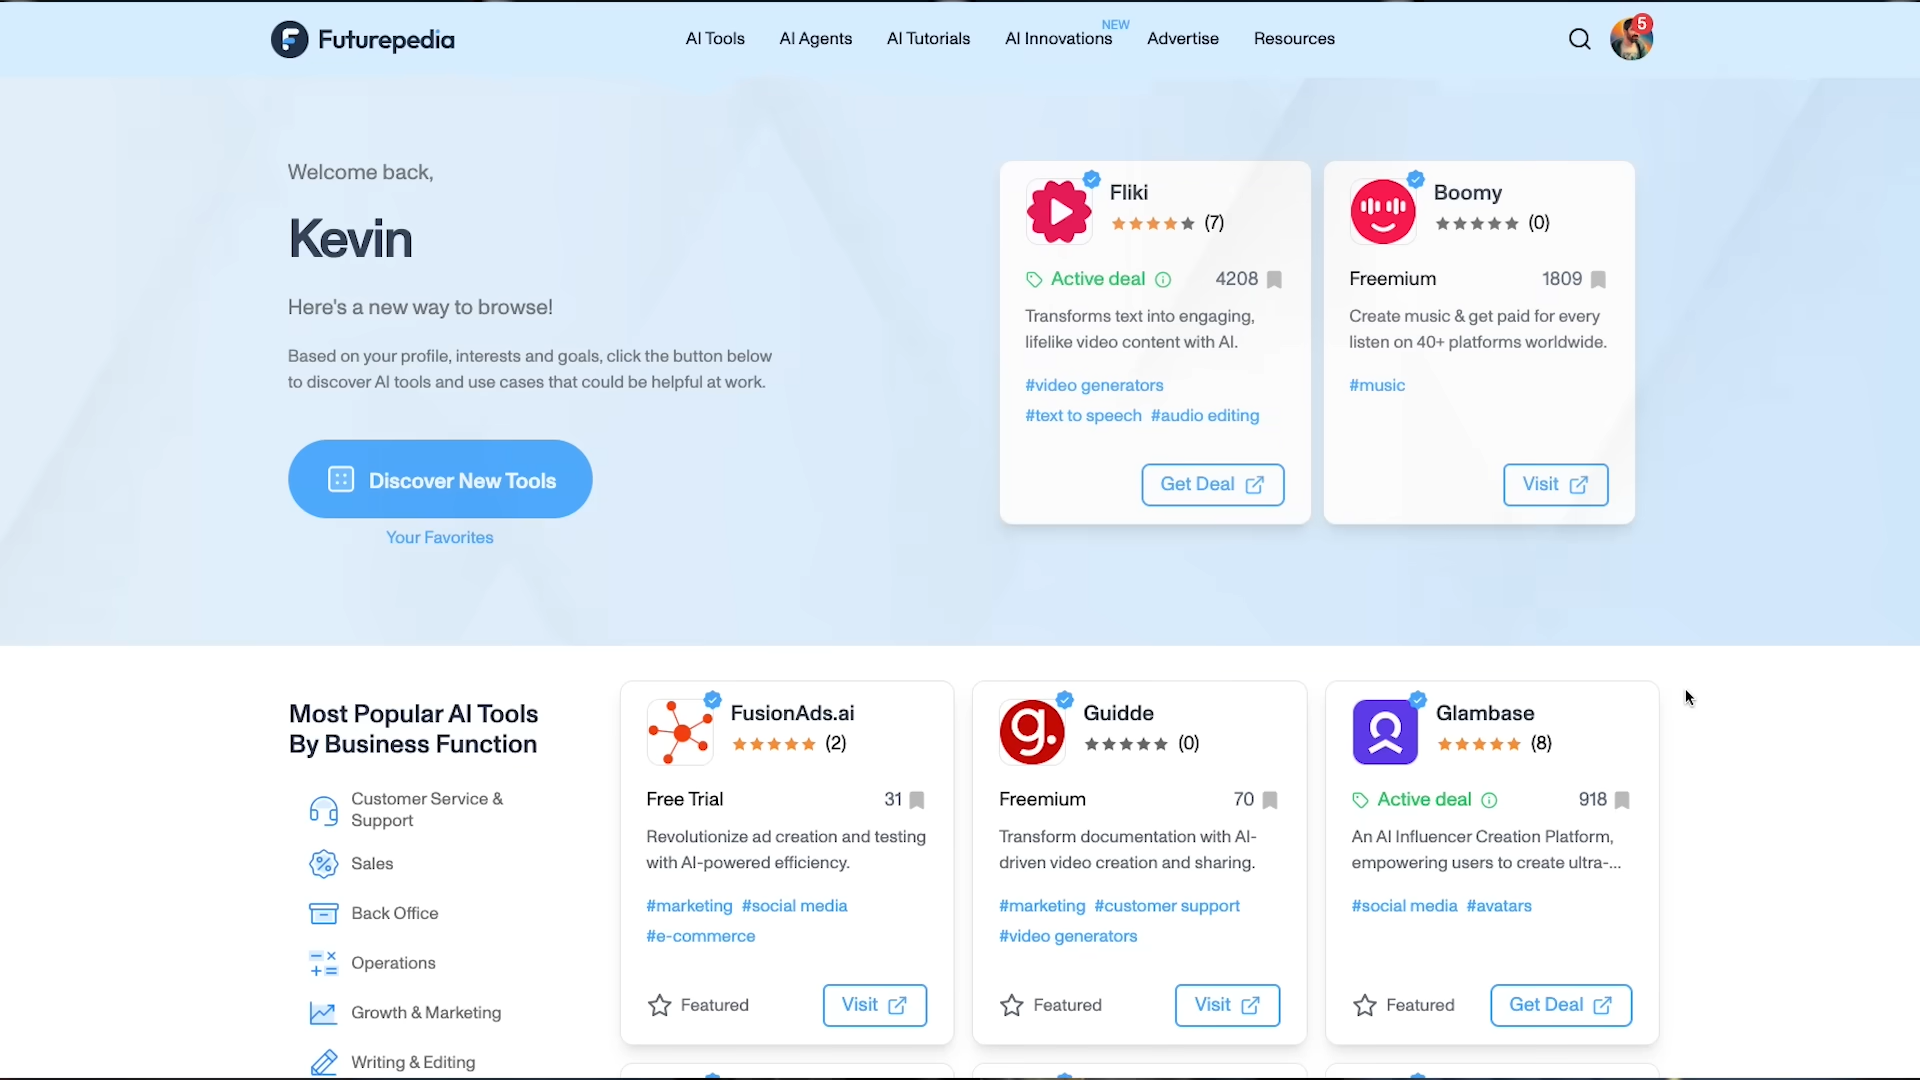 Futurepedia
AI Tools
AI Agents
AI Tutorials
AI Innovations
NEW
Advertise
Resources
5
Welcome back,
Kevin
Here's a new way to browse!
Based on your profile, interests and goals, click the button below
to discover AI tools and use cases that could be helpful at work.
Discover New Tools
Your Favorites
Fliki
(7)
Active deal
4208
Transforms text into engaging,
lifelike video content with AI.
#video generators
#text to speech #audio editing
Get Deal
Boomy
(0)
Freemium
1809
Create music & get paid for every
listen on 40+ platforms worldwide.
#music
Visit
Most Popular AI Tools
By Business Function
Customer Service &
Support
Sales
Back Office
Operations
Growth & Marketing
Writing & Editing
FusionAds.ai
(2)
Free Trial
31
Revolutionize ad creation and testing
with AI-powered efficiency.
#marketing #social media
#e-commerce
Featured
Visit
g.
Guidde
(0)
Freemium
70
Transform documentation with AI-
driven video creation and sharing.
#marketing #customer support
#video generators
Featured
Visit
Glambase
(8)
Active deal
918
An AI Influencer Creation Platform,
empowering users to create ultra-...
#social media #avatars
Featured
Get Deal